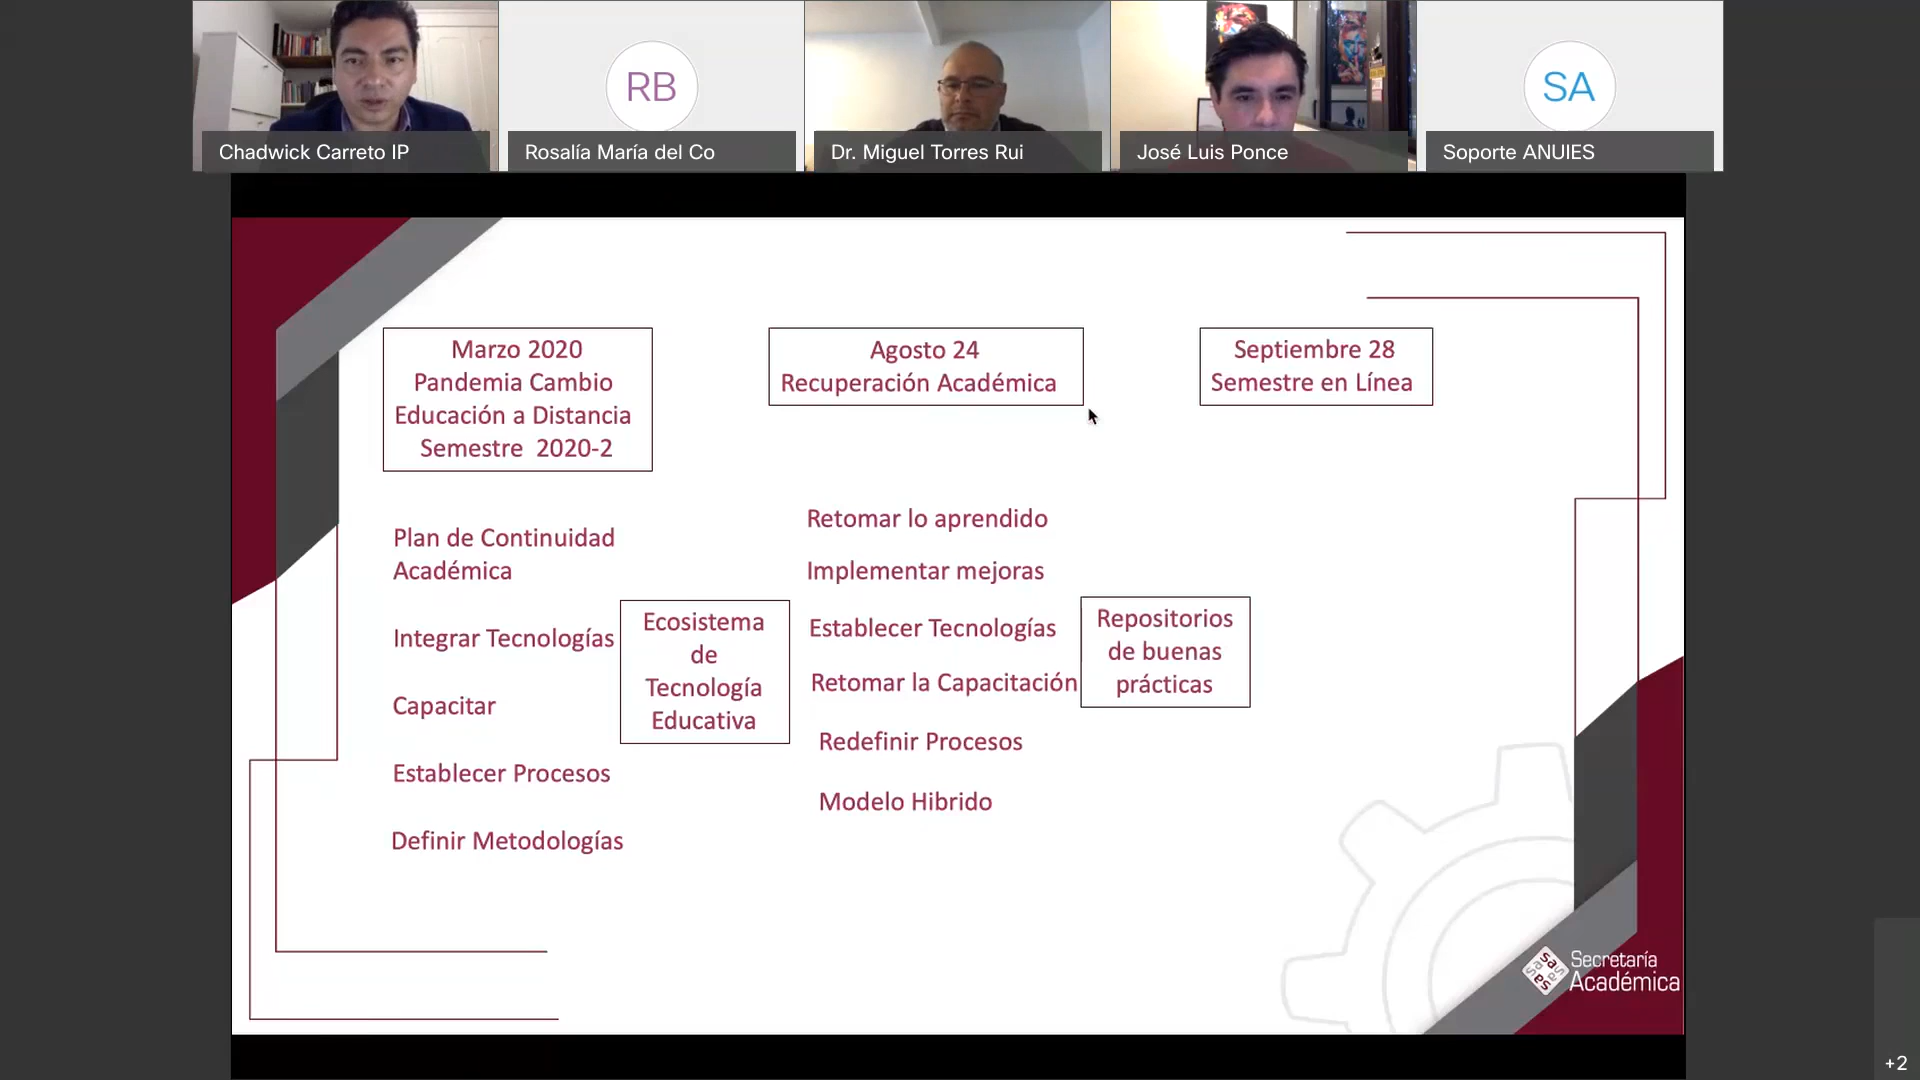 Chadwick Carreto IP
RB
Rosalía María del Co
Dr. Miguel Torres Rui
José Luis Ponce
SA
Soporte ANUIES
Marzo 2020
Pandemia Cambio
Educación a Distancia
Semestre 2020-2
Agosto 24
Recuperación Académica
Septiembre 28
Semestre en Línea
Plan de Continuidad
Académica
Integrar Tecnologías
Capacitar
Establecer Procesos
Definir Metodologías
Ecosistema
de
Tecnología
Educativa
Retomar lo aprendido
Implementar mejoras
Establecer Tecnologías
Retomar la Capacitación
Redefinir Procesos
Modelo Hibrido
Repositorios
de buenas
prácticas
Secretaría
Académica
+2